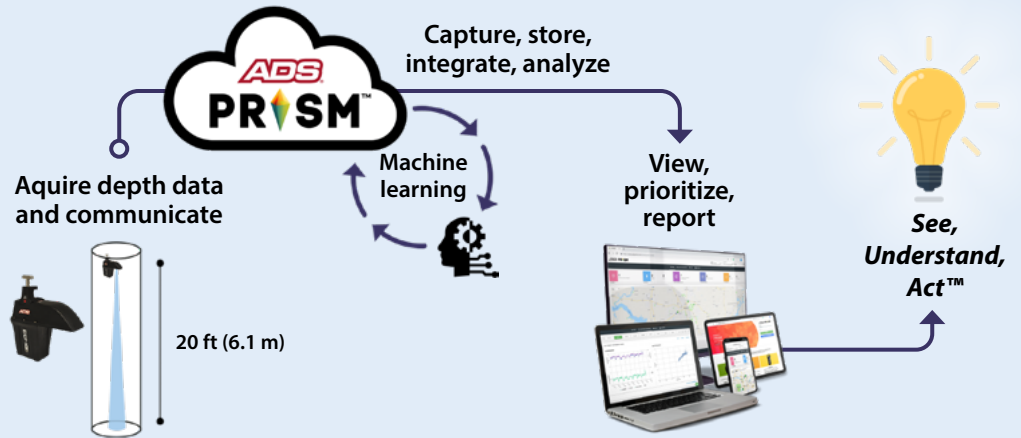 ADS
PRISM™
Capture, store,
integrate, analyze
Machine
learning
Aquire depth data
and communicate
ADS
20 ft (6.1 m)
View,
prioritize,
report
See,
Understand,
Act™